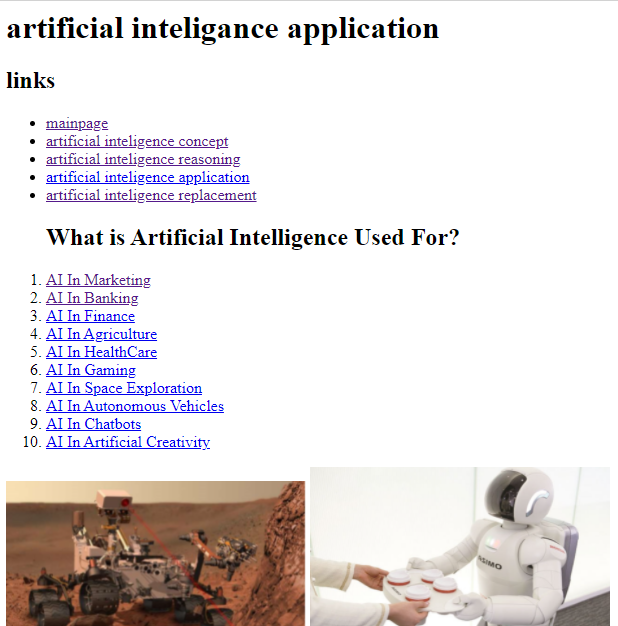 artificial inteligance application
links
mainpage
artificial inteligence concept
artificial inteligence reasoning
artificial inteligence application
artificial inteligence replacement
What is Artificial Intelligence Used For?
1. AI In Marketing
2. AI In Banking
3. AI In Finance
4. AI In Agriculture
5. AI In HealthCare
6. AI In Gaming
7. AI In Space Exploration
8. AI In Autonomous Vehicles
9. AI In Chatbots
10. AI In Artificial Creativity
ASIMO